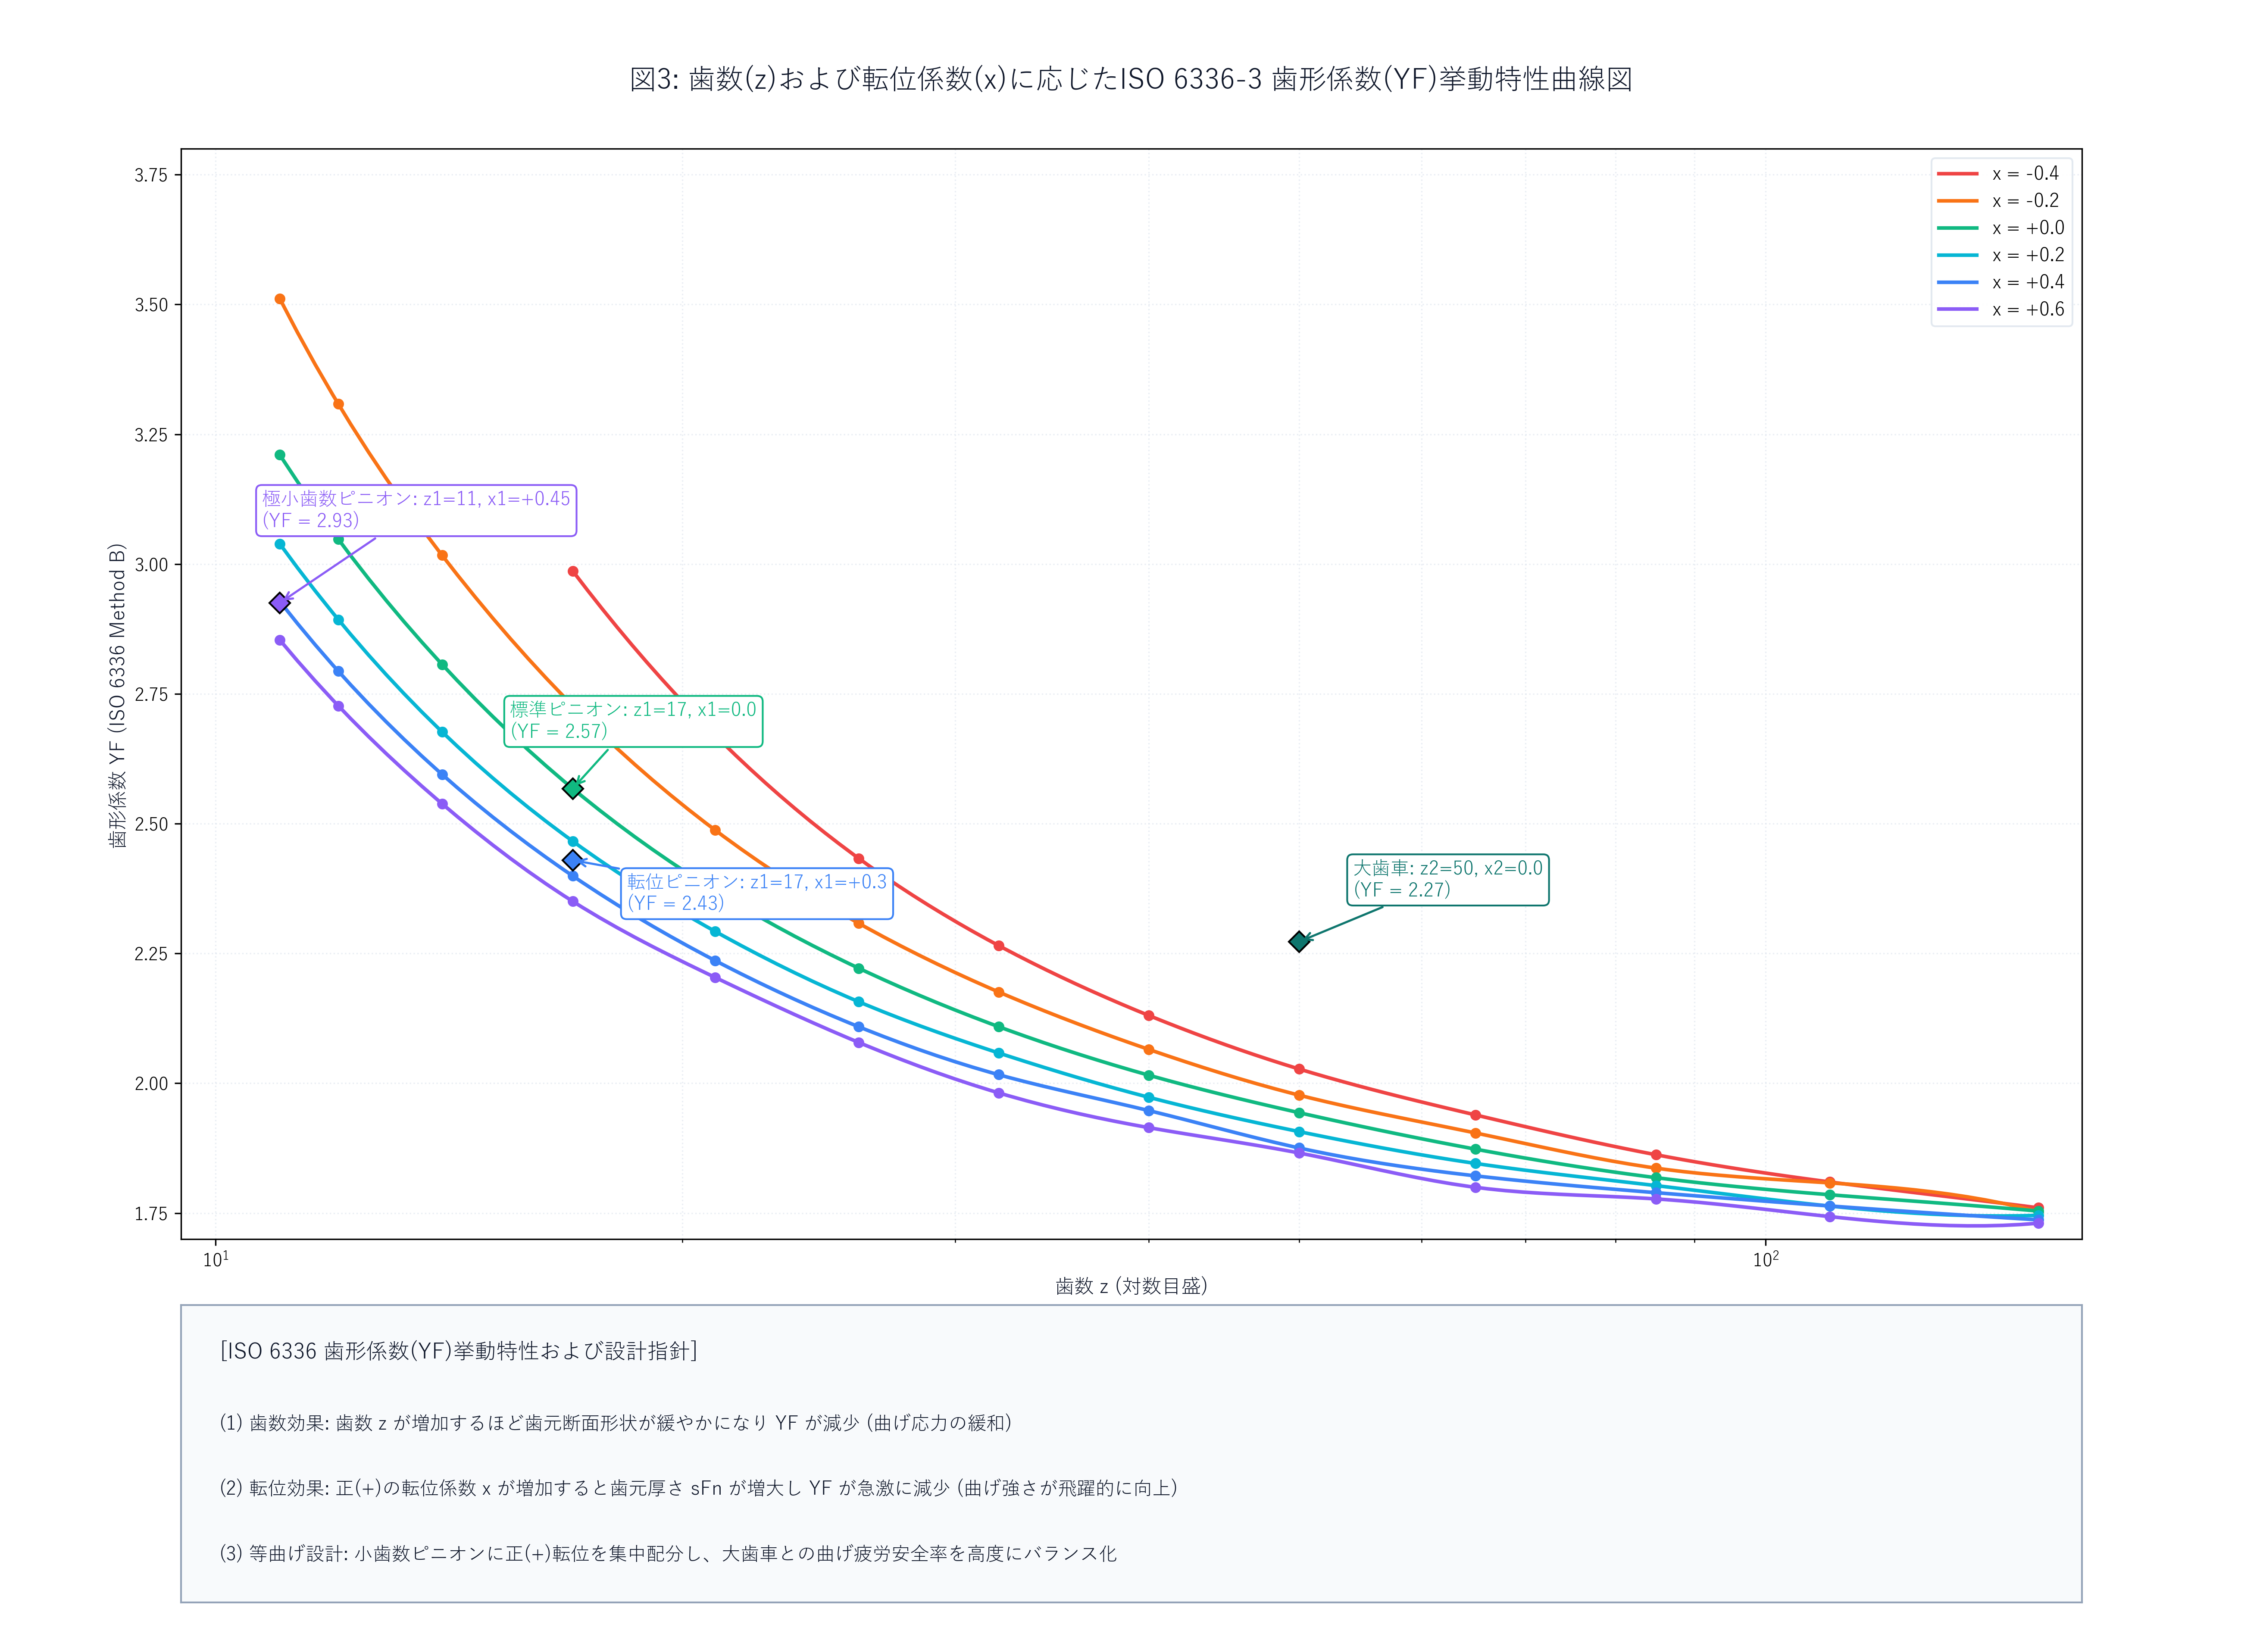 図3: 歯数(z)および転位係数(x)に応じたISO 6336-3 歯形係数(YF)挙動特性曲線図
歯形係数 YF (ISO 6336 Method B)
3.75
3.50
3.25
3.00
2.75
2.50
2.25
2.00
1.75
x = -0.4
x = -0.2
x = +0.0
x = +0.2
x = +0.4
x = +0.6
極小歯数ピニオン: z1=11, x1=+0.45
(YF = 2.93)
標準ピニオン: z1=17, x1=0.0
(YF = 2.57)
転位ピニオン: z1=17, x1=+0.3
(YF = 2.43)
大歯車: z2=50, x2=0.0
(YF = 2.27)
10¹
10²
歯数 z (対数目盛)
[ISO 6336 歯形係数(YF)挙動特性および設計指針]
(1) 歯数効果: 歯数 z が増加するほど歯元断面形状が緩やかになり YF が減少 (曲げ応力の緩和)
(2) 転位効果: 正(+)の転位係数 x が増加すると歯元厚さ sFn が増大し YF が急激に減少 (曲げ強さが飛躍的に向上)
(3) 等曲げ設計: 小歯数ピニオンに正(+)転位を集中配分し、大歯車との曲げ疲労安全率を高度にバランス化